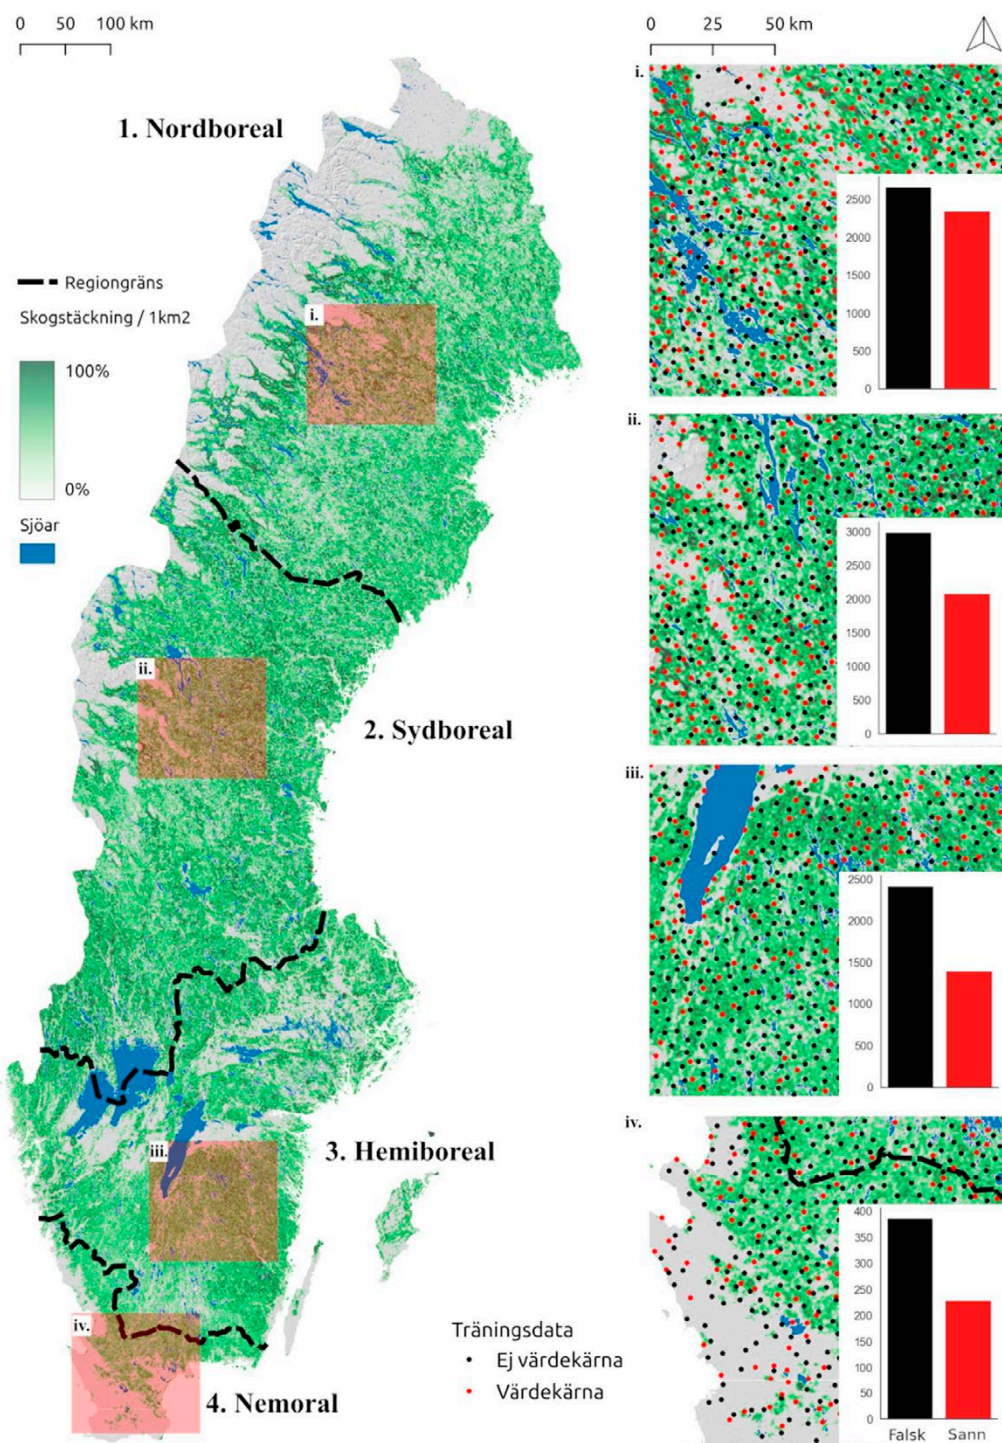 0 50 100 km
1. Nordboreal
Regiongräns
Skogstäckning / 1km2
100%
0%
Sjöar
i.
ii.
2. Sydboreal
iii.
3. Hemiboreal
iv.
4. Nemoral
Träningsdata
Ej värdekärna
Värdekärna
0 25 50 km
i.
2500
2000
1500
1000
500
0
ii.
3000
2500
2000
1500
1000
500
0
iii.
2500
2000
1500
1000
500
0
iv.
400
350
300
250
200
150
100
50
0
Falsk Sann